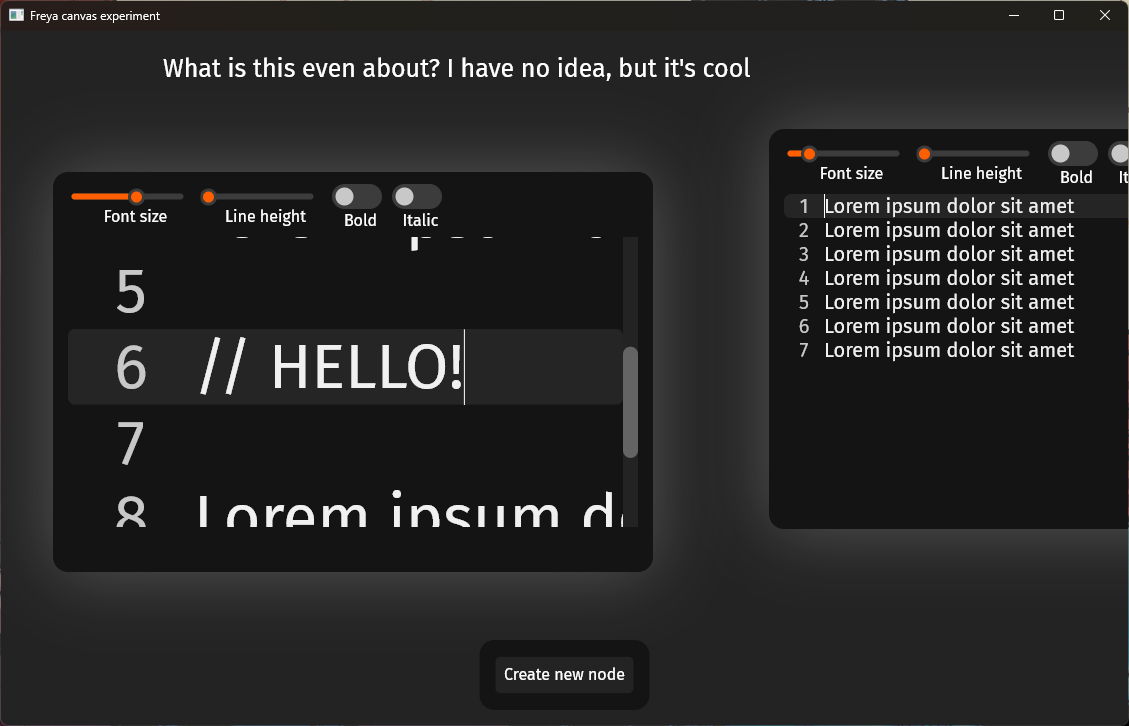 Freya canvas experiment
What is this even about? I have no idea, but it's cool
Font size
Line height
Bold
Italic
5
6 // HELLO!
7
8 Lorem ipsum
Font size
Line height
Bold
1 Lorem ipsum dolor sit amet
2 Lorem ipsum dolor sit amet
3 Lorem ipsum dolor sit amet
4 Lorem ipsum dolor sit amet
5 Lorem ipsum dolor sit amet
6 Lorem ipsum dolor sit amet
7 Lorem ipsum dolor sit amet
Create new node